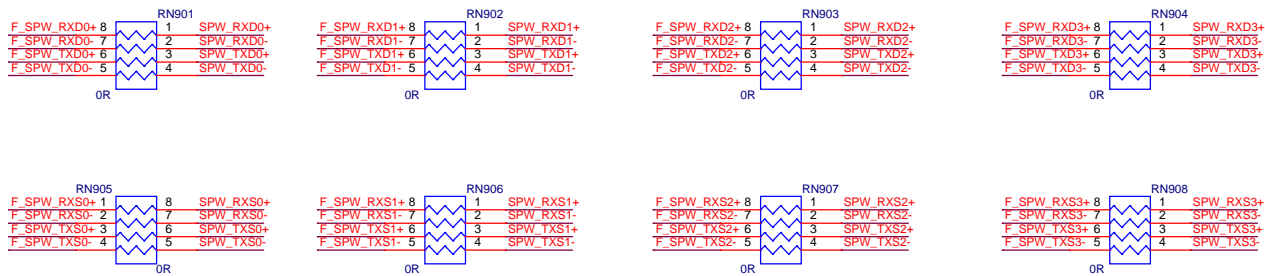 RN901 RN902 RN903 RN904
F_SPW_RXD0+ 8 1 SPW_RXD0+ F_SPW_RXD1+ 8 1 SPW_RXD1+ F_SPW_RXD2+ 8 1 SPW_RXD2+ F_SPW_RXD3+ 8 1 SPW_RXD3+
F_SPW_RXD0- 7 2 SPW_RXD0- F_SPW_RXD1- 7 2 SPW_RXD1- F_SPW_RXD2- 7 2 SPW_RXD2- F_SPW_RXD3- 7 2 SPW_RXD3-
F_SPW_TXD0+ 6 3 SPW_TXD0+ F_SPW_TXD1+ 6 3 SPW_TXD1+ F_SPW_TXD2+ 6 3 SPW_TXD2+ F_SPW_TXD3+ 6 3 SPW_TXD3+
F_SPW_TXD0- 5 4 SPW_TXD0- F_SPW_TXD1- 5 4 SPW_TXD1- F_SPW_TXD2- 5 4 SPW_TXD2- F_SPW_TXD3- 5 4 SPW_TXD3-
0R 0R 0R 0R
RN905 RN906 RN907 RN908
F_SPW_RXS0+ 1 8 SPW_RXS0+ F_SPW_RXS1+ 8 1 SPW_RXS1+ F_SPW_RXS2+ 8 1 SPW_RXS2+ F_SPW_RXS3+ 8 1 SPW_RXS3+
F_SPW_RXS0- 2 7 SPW_RXS0- F_SPW_RXS1- 7 2 SPW_RXS1- F_SPW_RXS2- 7 2 SPW_RXS2- F_SPW_RXS3- 7 2 SPW_RXS3-
F_SPW_TXS0+ 3 6 SPW_TXS0+ F_SPW_TXS1+ 6 3 SPW_TXS1+ F_SPW_TXS2+ 6 3 SPW_TXS2+ F_SPW_TXS3+ 6 3 SPW_TXS3+
F_SPW_TXS0- 4 5 SPW_TXS0- F_SPW_TXS1- 5 4 SPW_TXS1- F_SPW_TXS2- 5 4 SPW_TXS2- F_SPW_TXS3- 5 4 SPW_TXS3-
0R 0R 0R 0R